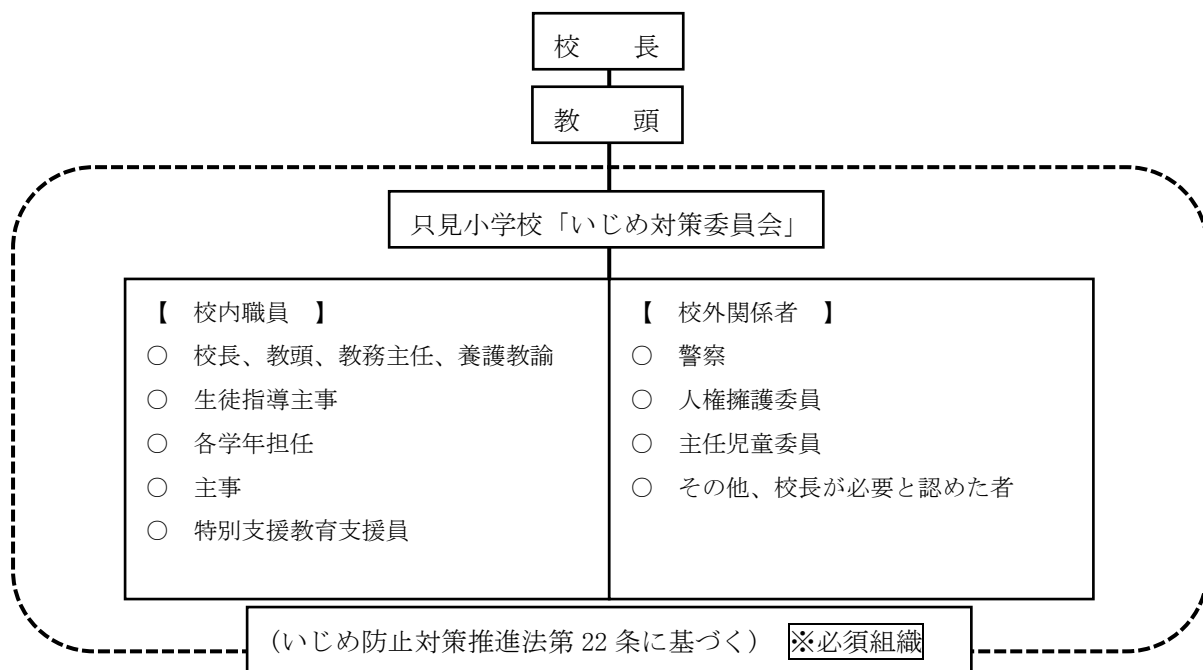 校　　長
教　　頭
只見小学校「いじめ対策委員会」
【　校内職員　】
○　校長、教頭、教務主任、養護教諭
○　生徒指導主事
○　各学年担任
○　主事
○　特別支援教育支援員
【　校外関係者　】
○　警察
○　人権擁護委員
○　主任児童委員
○　その他、校長が必要と認めた者
（いじめ防止対策推進法第 22 条に基づく）　※必須組織